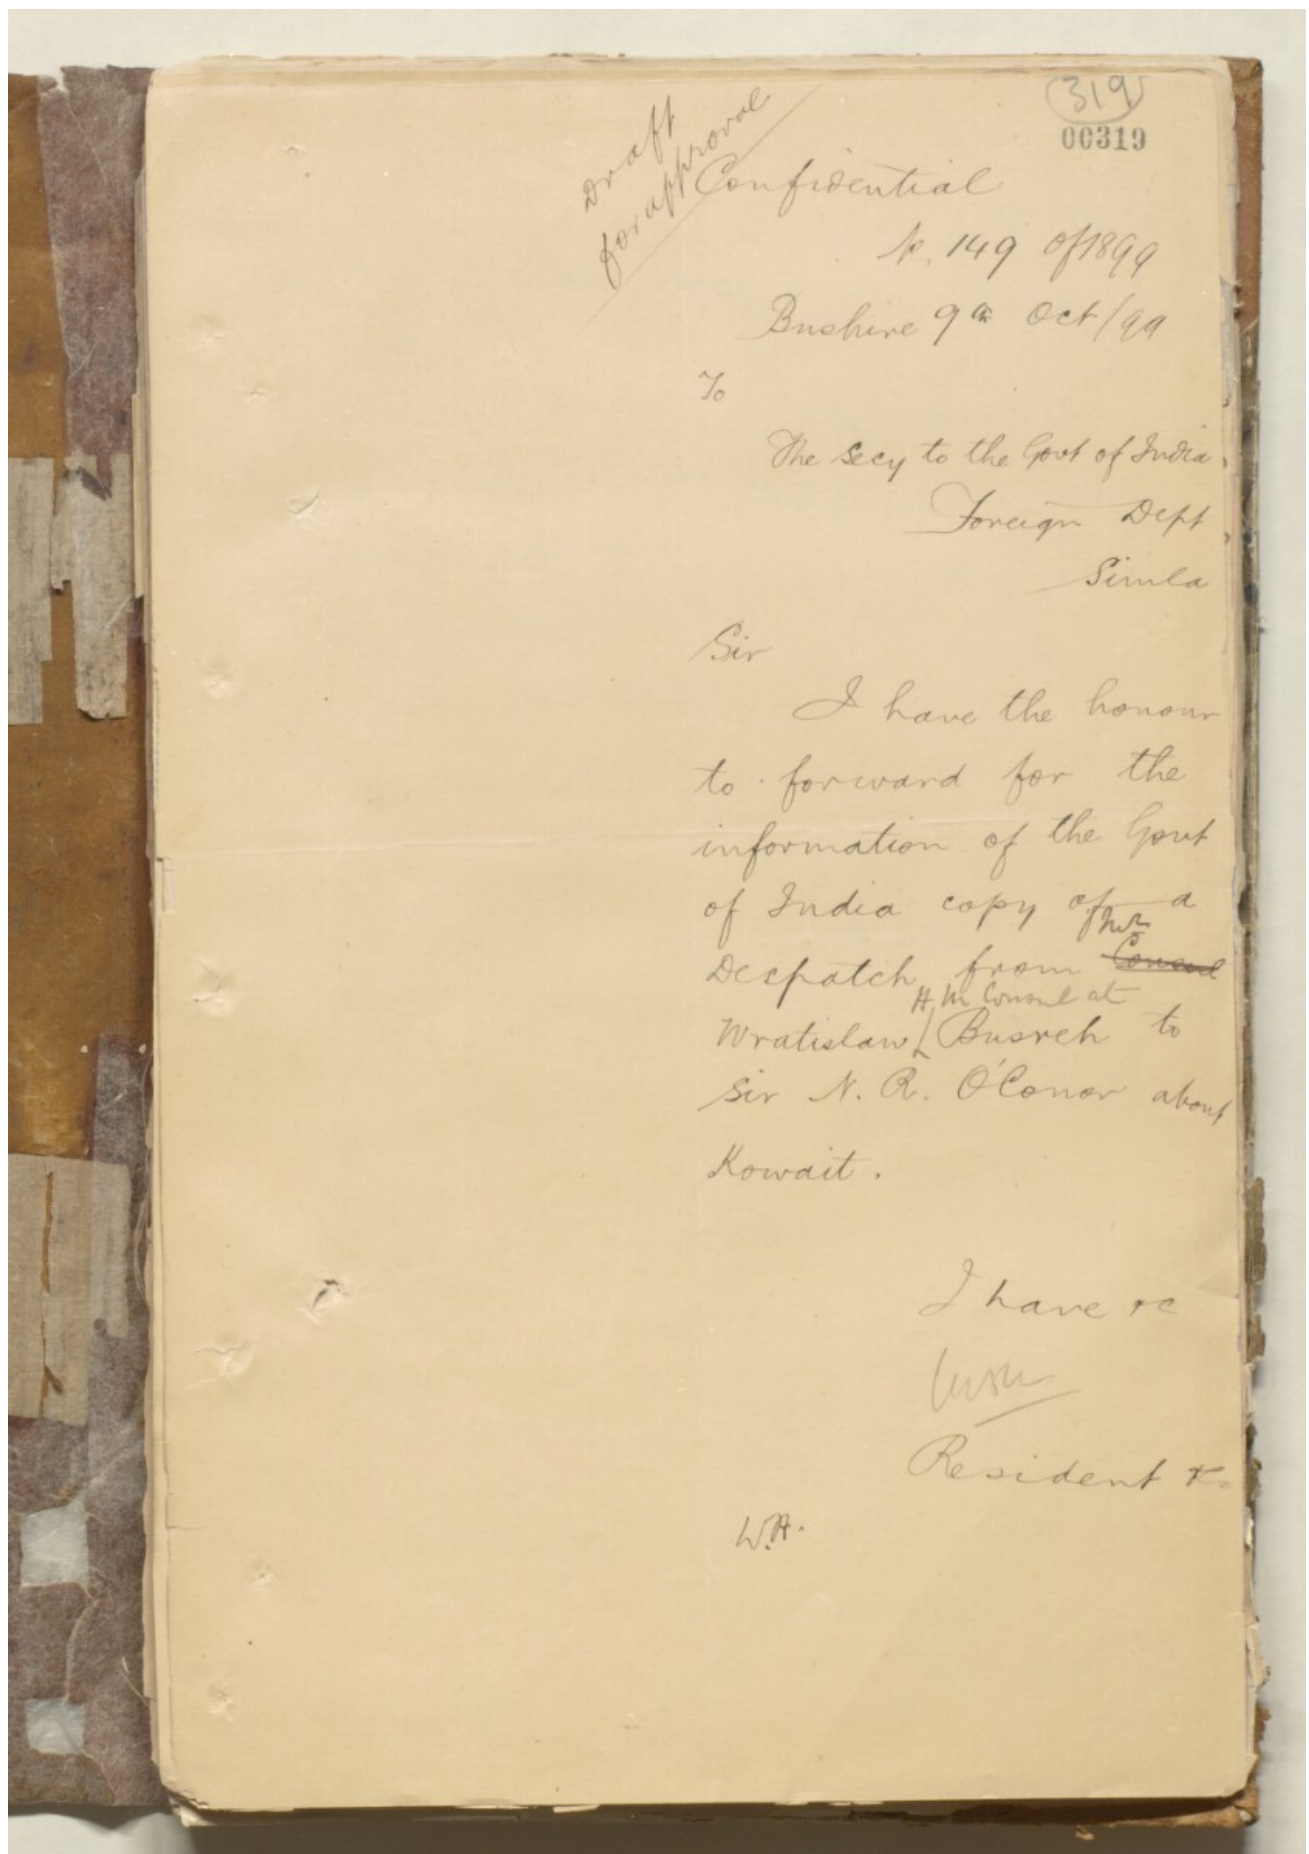 319
00319
Draft
for approval
Confidential
No. 149 of 1899
Bushire 9th Oct/99
To
The Secy to the Govt of India,
Foreign Dept,
Simla
Sir
I have the honour
to forward for the
information of the Govt
of India copy of a
Mr
Despatch from Consul
H M Consul at
Wratislaw Busreh to
Sir N. R. O'Conor about
Kowait.
I have &c
Resident &c
W.H.